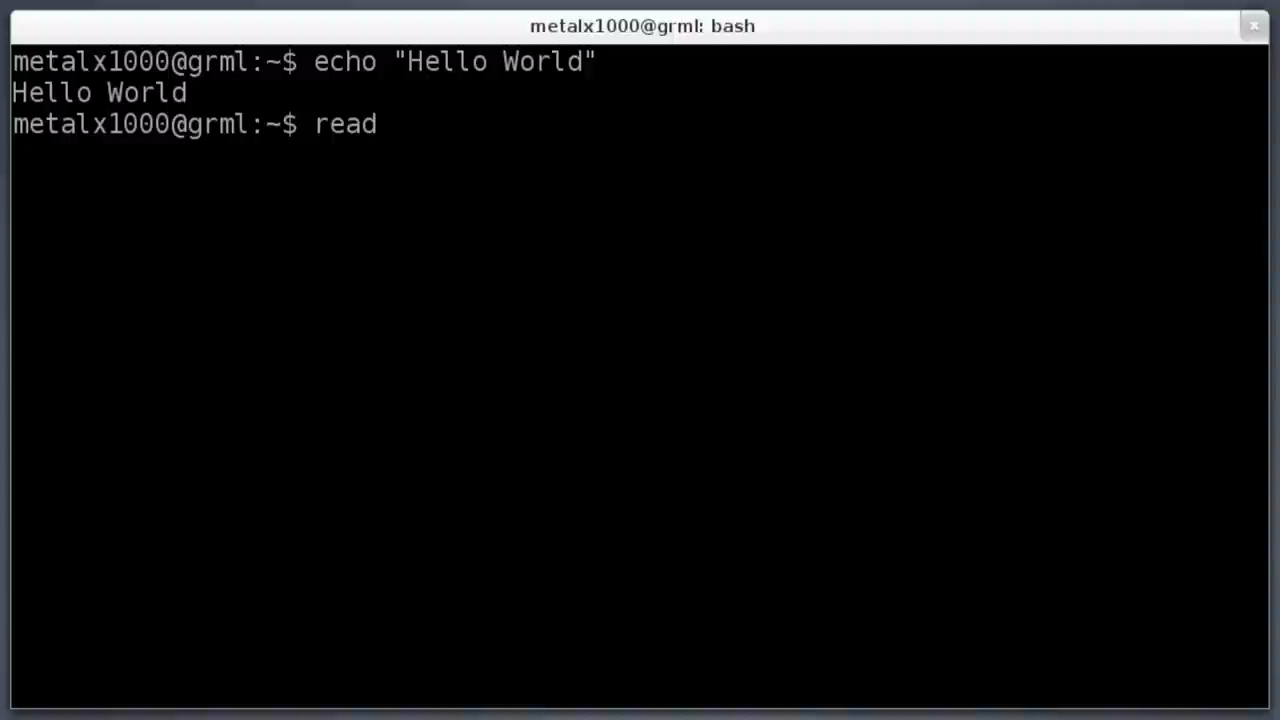 metalx1000@grml: bash
metalx1000@grml:~$ echo "Hello World"
Hello World
metalx1000@grml:~$ read